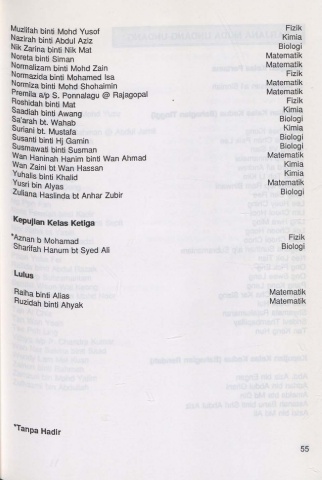 Muzlifah binti Mohd Yusof Fizik
Nazirah binti Abdul Aziz Kimia
Nik Zarina binti Nik Mat Biologi
Noreta binti Siman Matematik
Normalizam binti Mohd Zain Matematik
Normazida binti Mohamed Isa Fizik
Normiza binti Mohd Shohaimin Matematik
Premila a/p S. Ponnalagu @ Rajagopal Matematik
Roshidah binti Mat Fizik
Saadiah binti Awang Biologi
Sa'arah bt. Wahab Kimia
Suriani bt. Mustafa Kimia
Susanti binti Hj Gamin Biologi
Susmawati binti Susman Biologi
Wan Haninah Hanim binti Wan Ahmad Matematik
Wan Zaini bt Wan Hassan Kimia
Yuhalis binti Khalid Kimia
Yusri bin Alyas Matematik
Zuliana Haslinda bt Anhar Zubir Biologi
Kepujian Kelas Ketiga
*Aznan b Mohamad Fizik
Sharifah Hanum bt Syed Ali Biologi
Lulus
Raiha binti Alias Matematik
Ruzidah binti Ahyak Matematik
*Tanpa Hadir
55